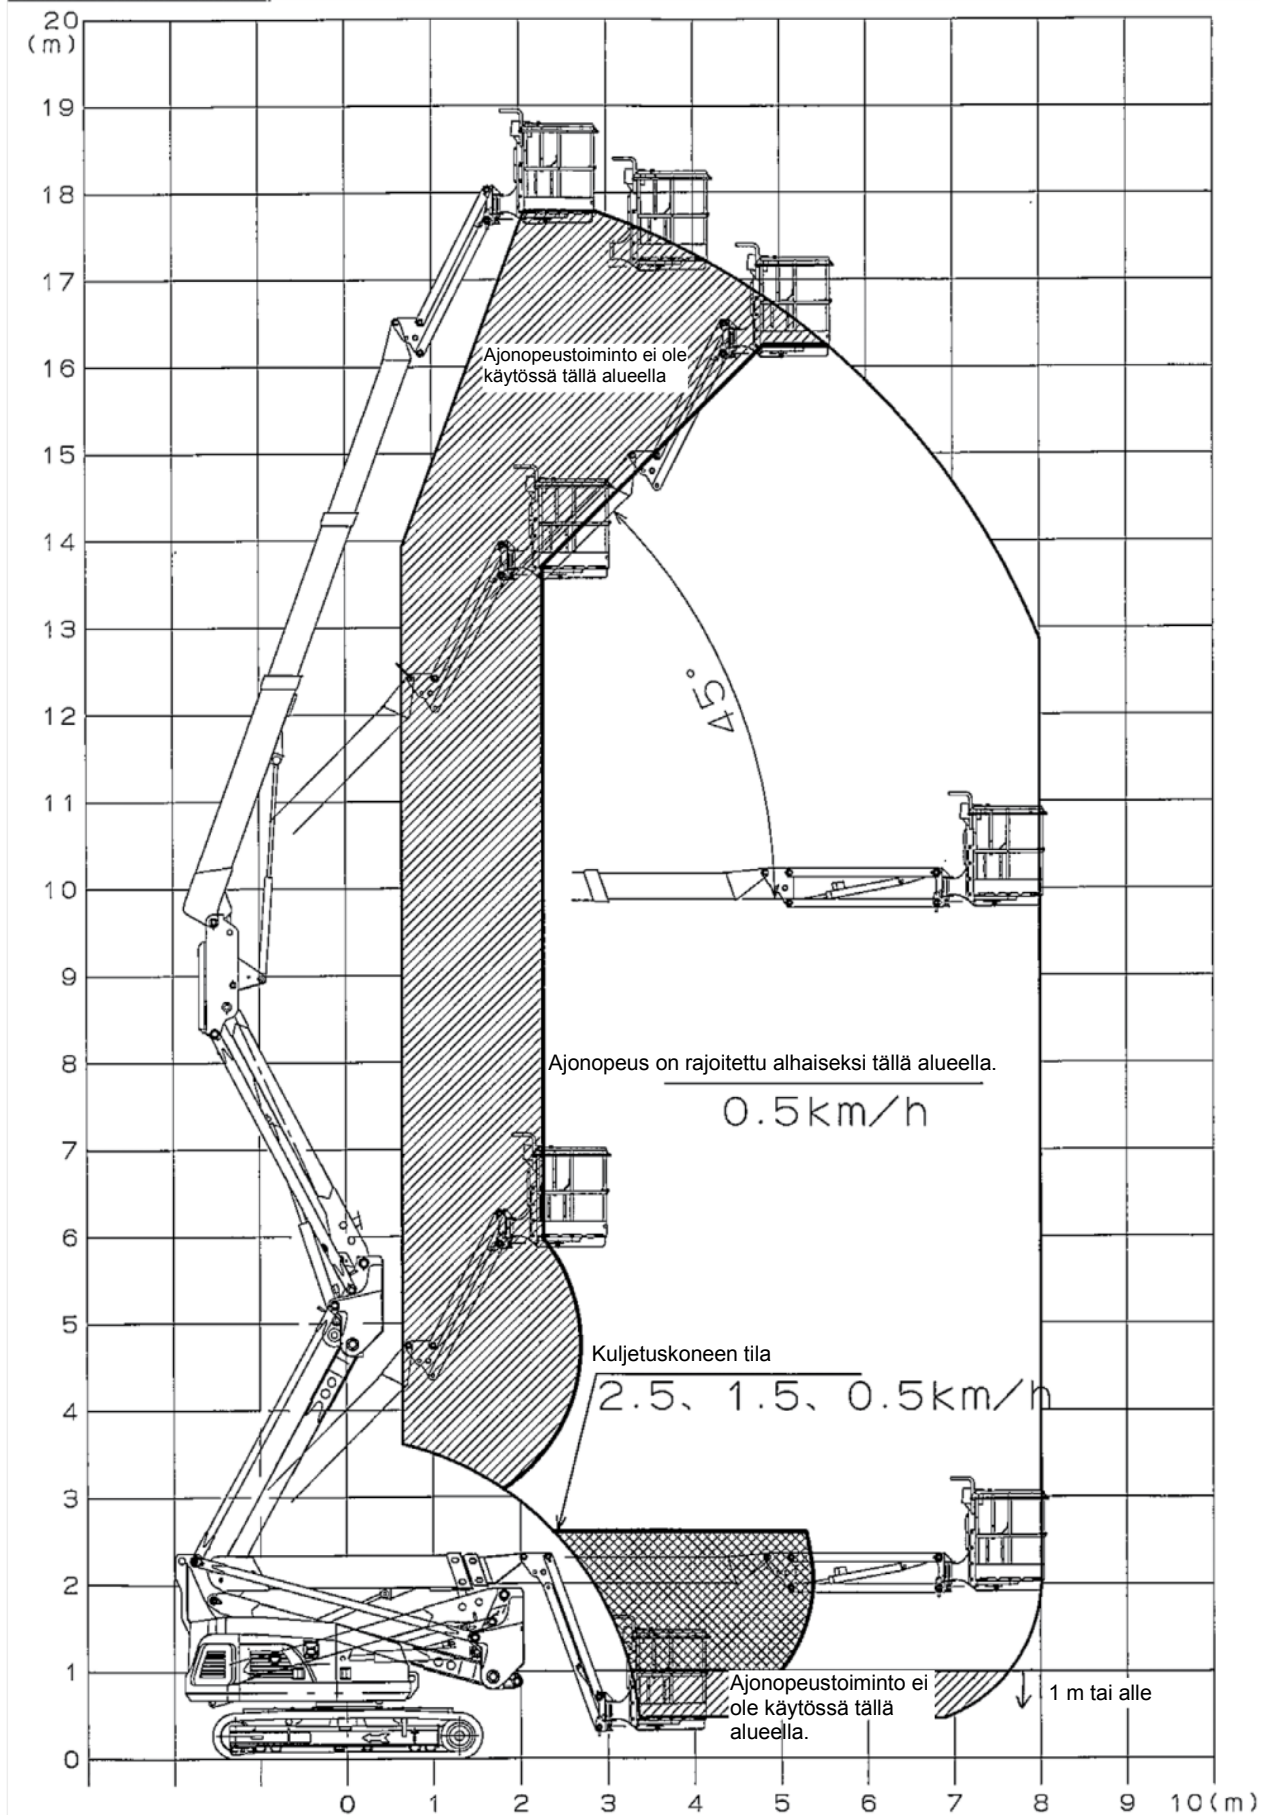 20
(m)
19
18
17
16
15
14
13
12
11
10
9
8
7
6
5
4
3
2
1
0
Ajonopeustoiminto ei ole
käytössä tällä alueella
45°
Ajonopeus on rajoitettu alhaiseksi tällä alueella.
0.5km/h
Kuljetuskoneen tila
2.5、1.5、0.5km/h
Ajonopeustoiminto ei
ole käytössä tällä
alueella.
1 m tai alle
0 1 2 3 4 5 6 7 8 9 10(m)